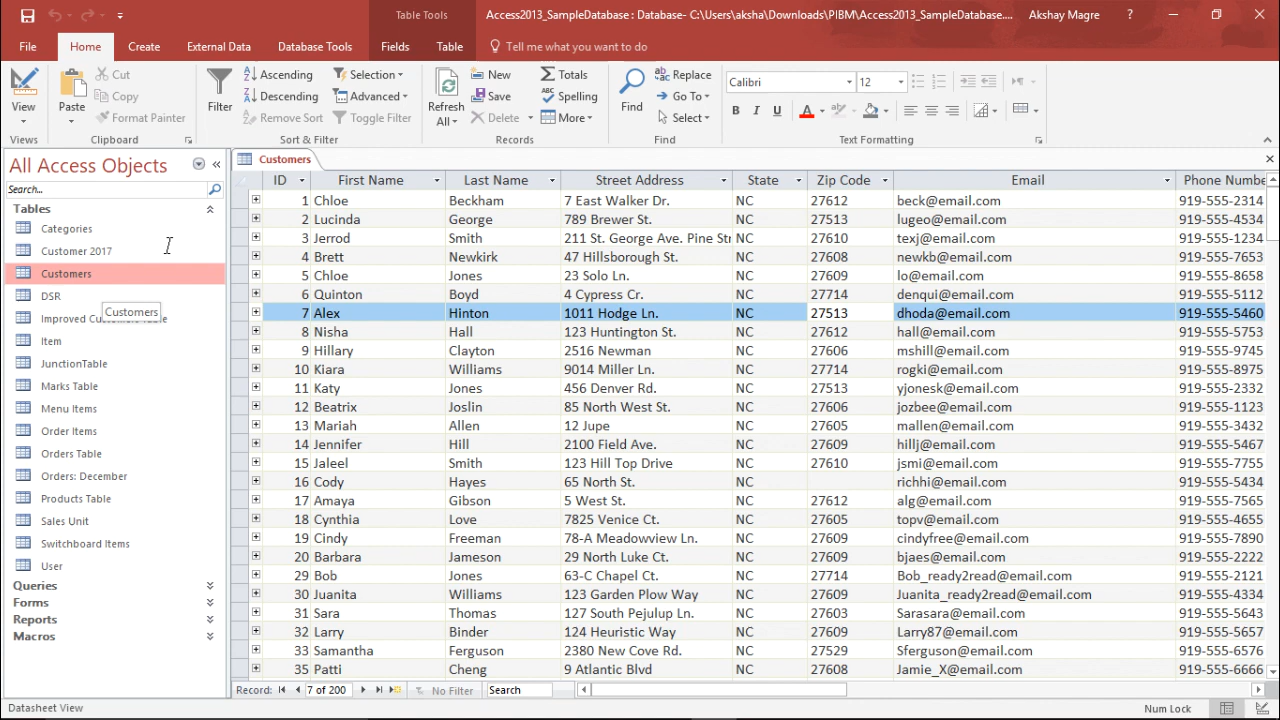 Table Tools
Access2013_SampleDatabase : Database- C:\Users\aksha\Downloads\PIBM\Access2013_SampleDatabase....
Akshay Magre
?
File Home Create External Data Database Tools Fields Table Tell me what you want to do
View
Views
Paste
Cut
Copy
Format Painter
Clipboard
Filter
Ascending
Descending
Remove Sort
Selection
Advanced
Toggle Filter
Sort & Filter
Refresh
All
New
Save
Delete
Totals
Spelling
More
Records
Find
Replace
Go To
Select
Find
Calibri 12
B I U A
Text Formatting
All Access Objects
Search...
Tables
Categories
Customer 2017
Customers
DSR
Customers
Item
JunctionTable
Marks Table
Menu Items
Order Items
Orders Table
Orders: December
Products Table
Sales Unit
Switchboard Items
User
Queries
Forms
Reports
Macros
Customers
ID First Name Last Name Street Address State Zip Code Email Phone Numbe
1 Chloe Beckham 7 East Walker Dr. NC 27612 beck@email.com 919-555-2314
2 Lucinda George 789 Brewer St. NC 27513 lugeo@email.com 919-555-4534
3 Jerrod Smith 211 St. George Ave. Pine Str NC 27610 texj@email.com 919-555-1234
4 Brett Newkirk 47 Hillsborough St. NC 27608 newkb@email.com 919-555-7653
5 Chloe Jones 23 Solo Ln. NC 27609 lo@email.com 919-555-8658
6 Quinton Boyd 4 Cypress Cr. NC 27714 denqui@email.com 919-555-5112
7 Alex Hinton 1011 Hodge Ln. NC 27513 dhoda@email.com 919-555-5460
8 Nisha Hall 123 Huntington St. NC 27612 hall@email.com 919-555-5753
9 Hillary Clayton 2516 Newman NC 27606 mshill@email.com 919-555-9745
10 Kiara Williams 9014 Miller Ln. NC 27714 rogki@email.com 919-555-8975
11 Katy Jones 456 Denver Rd. NC 27513 yjonesk@email.com 919-555-2332
12 Beatrix Joslin 85 North West St. NC 27606 jozbee@email.com 919-555-1123
13 Mariah Allen 12 Jupe NC 27605 mallen@email.com 919-555-3432
14 Jennifer Hill 2100 Field Ave. NC 27609 hillj@email.com 919-555-5467
15 Jaleel Smith 123 Hill Top Drive NC 27610 jsmi@email.com 919-555-7755
16 Cody Hayes 65 North St. NC richhi@email.com 919-555-5434
17 Amaya Gibson 5 West St. NC 27612 alg@email.com 919-555-7565
18 Cynthia Love 7825 Venice Ct. NC 27605 topv@email.com 919-555-4655
19 Cindy Freeman 78-A Meadowview Ln. NC 27609 cindyfree@email.com 919-555-7890
20 Barbara Jameson 29 North Luke Ct. NC 27605 bjaes@email.com 919-555-2222
29 Bob Jones 63-C Chapel Ct. NC 27714 Bob_ready2read@email.com 919-555-2121
30 Juanita Williams 123 Garden Plow Way NC 27609 Juanita_ready2read@email.com 919-555-4334
31 Sara Thomas 127 South Pejulup Ln. NC 27603 Sarasara@email.com 919-555-5643
32 Larry Binder 124 Heuristic Way NC 27609 Larry87@email.com 919-555-5657
33 Samantha Ferguson 2380 New Cove Rd. NC 27609 Sferguson@email.com 919-555-6576
35 Patti Cheng 9 Atlantic Blvd NC 27608 Jamie_X@email.com 919-555-6666
Record: 7 of 200 No Filter Search
Datasheet View
Num Lock